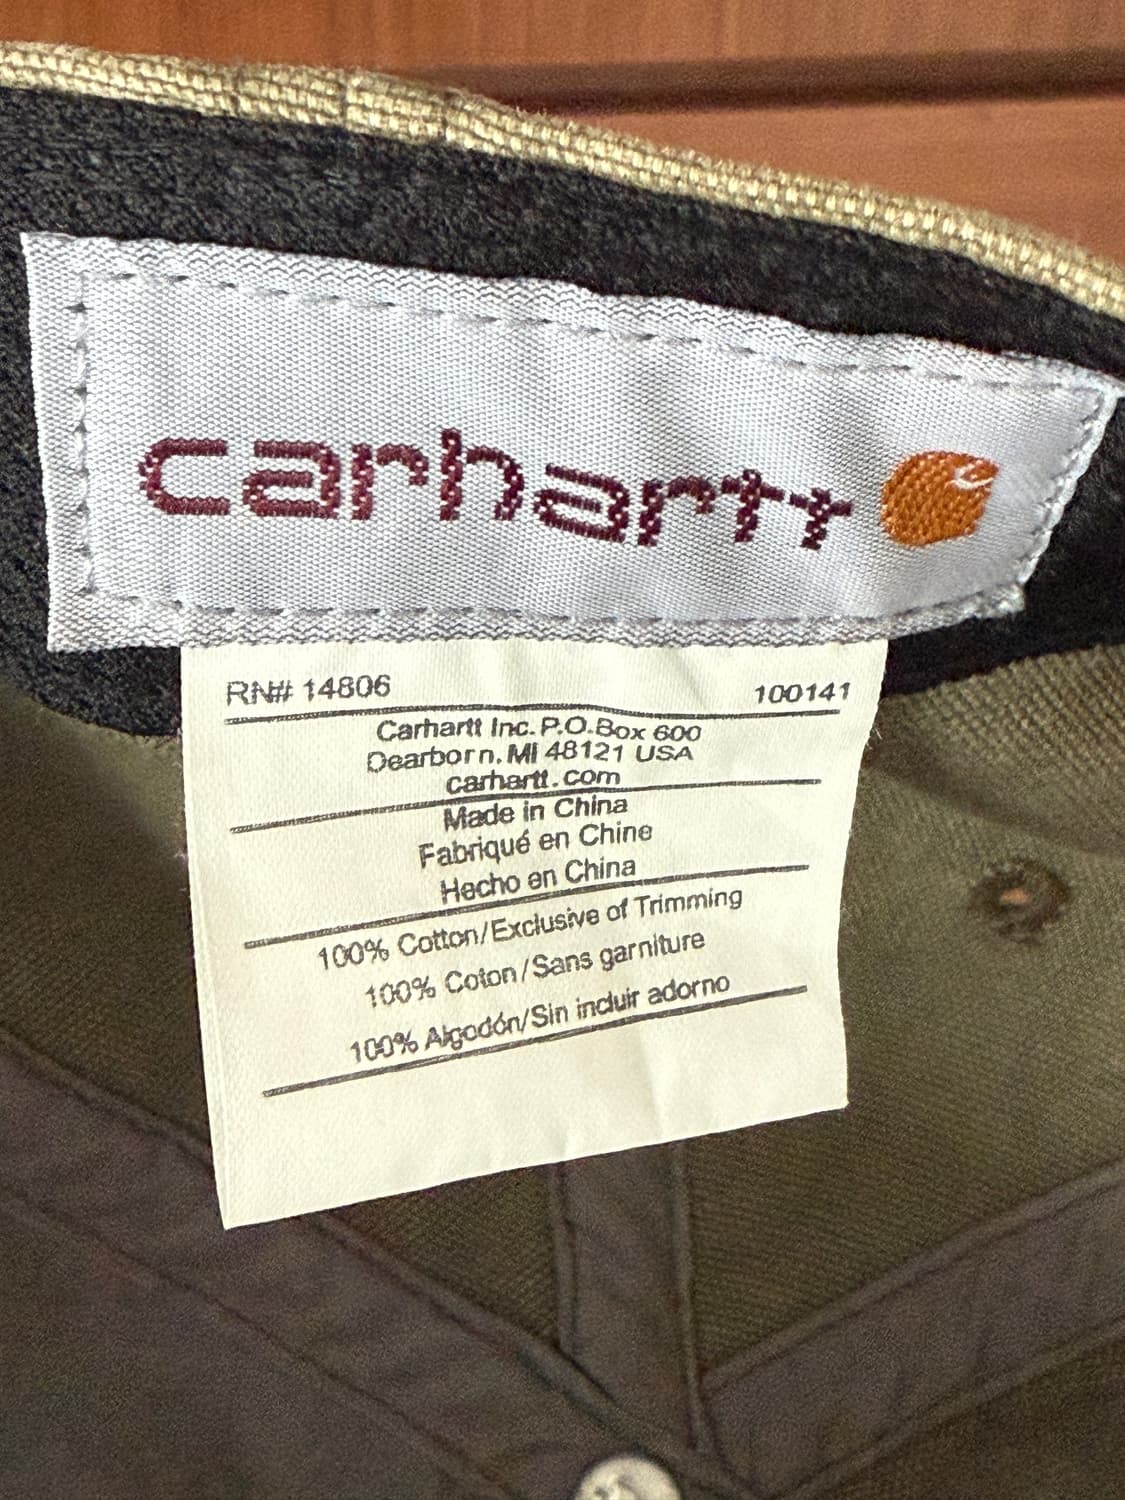 carhartt
RN# 14806 100141
Carhartt Inc. P.O. Box 600
Dearborn, MI 48121 USA
carhartt.com
Made in China
Fabriqué en Chine
Hecho en China
100% Cotton/Exclusive of Trimming
100% Coton/Sans garniture
100% Algodón/Sin incluir adorno